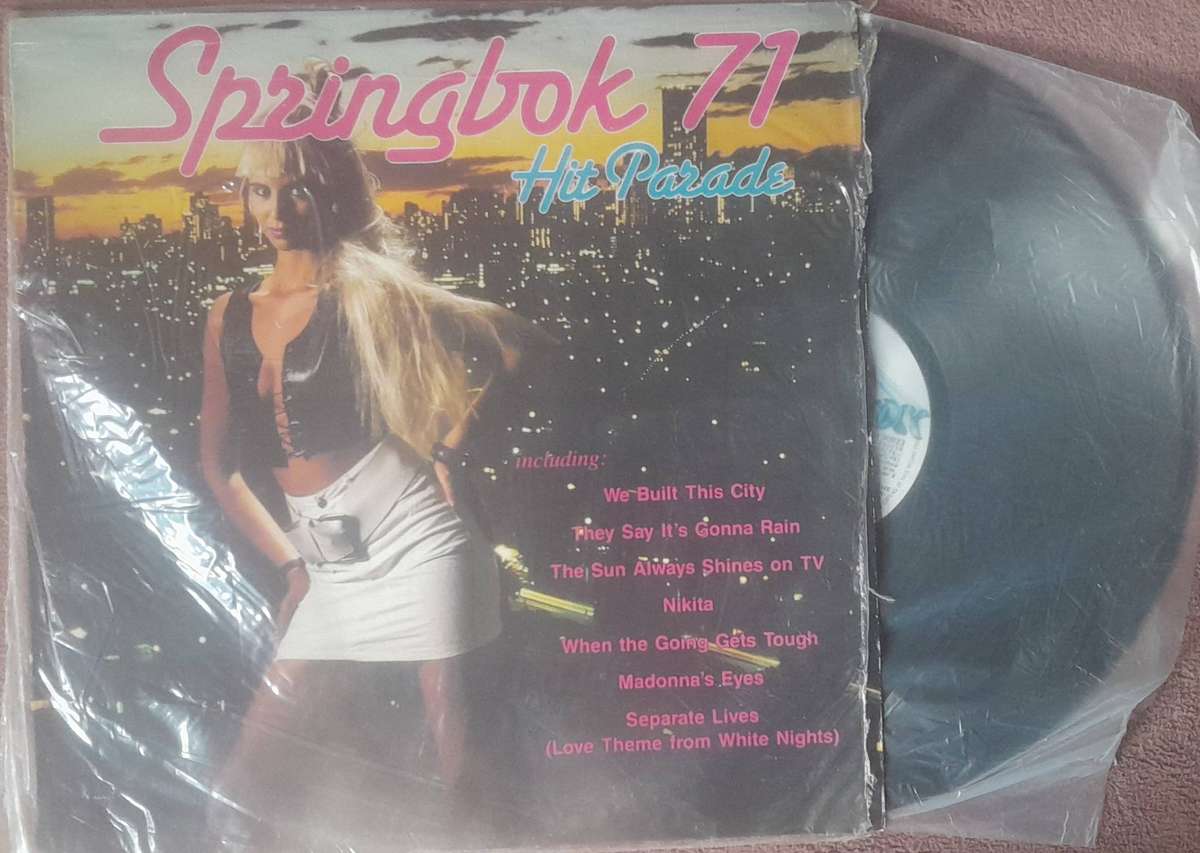 Springbok 71
Hit Parade
including:
We Built This City
They Say It's Gonna Rain
The Sun Always Shines on TV
Nikita
When the Going Gets Tough
Madonna's Eyes
Separate Lives
(Love Theme from White Nights)